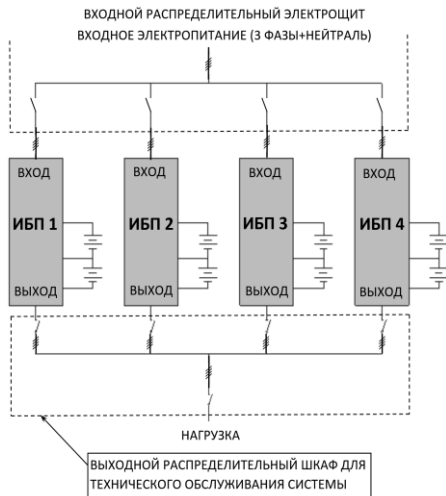 ВХОДНОЙ РАСПРЕДЕЛИТЕЛЬНЫЙ ЭЛЕКТРОЩИТ
ВХОДНОЕ ЭЛЕКТРОПИТАНИЕ (3 ФАЗЫ+НЕЙТРАЛЬ)
ВХОД ВХОД ВХОД ВХОД
ИБП 1 ИБП 2 ИБП 3 ИБП 4
ВЫХОД ВЫХОД ВЫХОД ВЫХОД
НАГРУЗКА
ВЫХОДНОЙ РАСПРЕДЕЛИТЕЛЬНЫЙ ШКАФ ДЛЯ
ТЕХНИЧЕСКОГО ОБСЛУЖИВАНИЯ СИСТЕМЫ